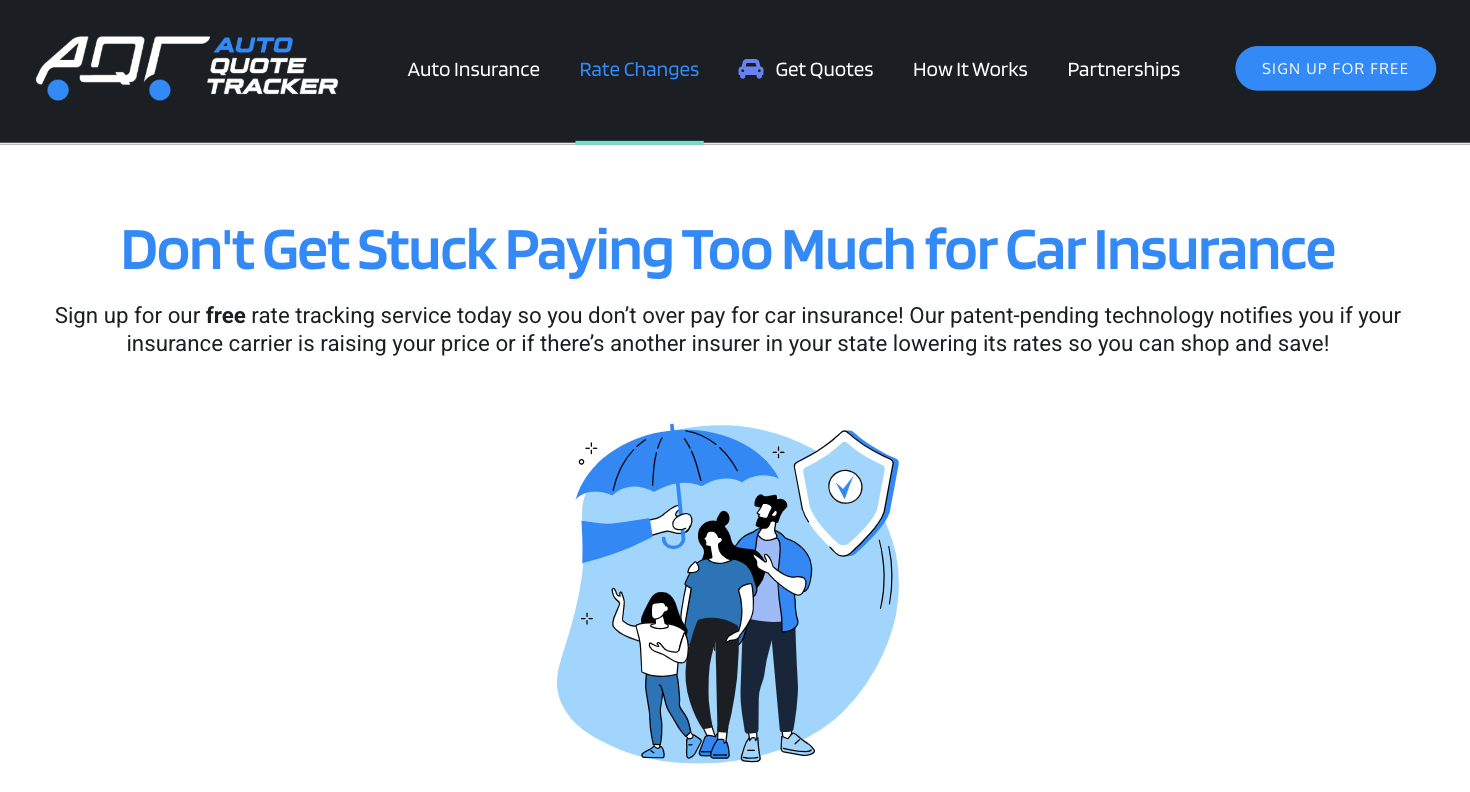 AQT
AUTO
QUOTE
TRACKER
Auto Insurance
Rate Changes
Get Quotes
How It Works
Partnerships
SIGN UP FOR FREE
Don't Get Stuck Paying Too Much for Car Insurance
Sign up for our free rate tracking service today so you don’t over pay for car insurance! Our patent-pending technology notifies you if your
insurance carrier is raising your price or if there’s another insurer in your state lowering its rates so you can shop and save!